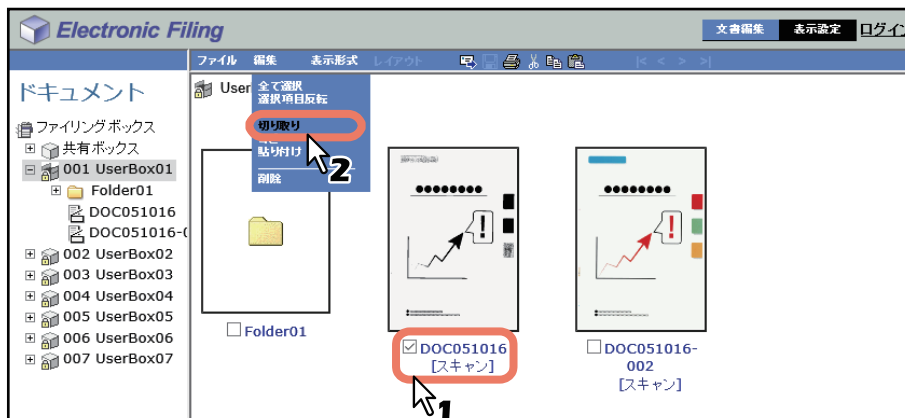 Electronic Filing
文書編集 表示設定 ログイン
ファイル 編集 表示形式 レイアウト |< < > >|
ドキュメント
ファイリングボックス
共有ボックス
001 UserBox01
Folder01
DOC051016
DOC051016-(
002 UserBox02
003 UserBox03
004 UserBox04
005 UserBox05
006 UserBox06
007 UserBox07
User
全て選択
選択項目反転
切り取り
貼り付け
削除
2
!
!
Folder01
DOC051016
[スキャン]
DOC051016-
002
[スキャン]
1